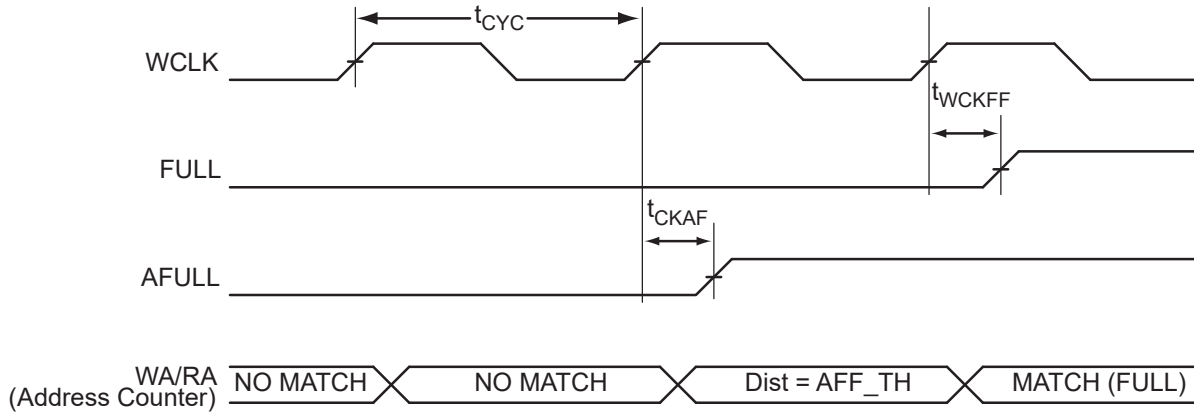 tCYC
WCLK
tWCKFF
FULL
tCKAF
AFULL
WA/RA
(Address Counter)
NO MATCH
NO MATCH
Dist = AFF_TH
MATCH (FULL)